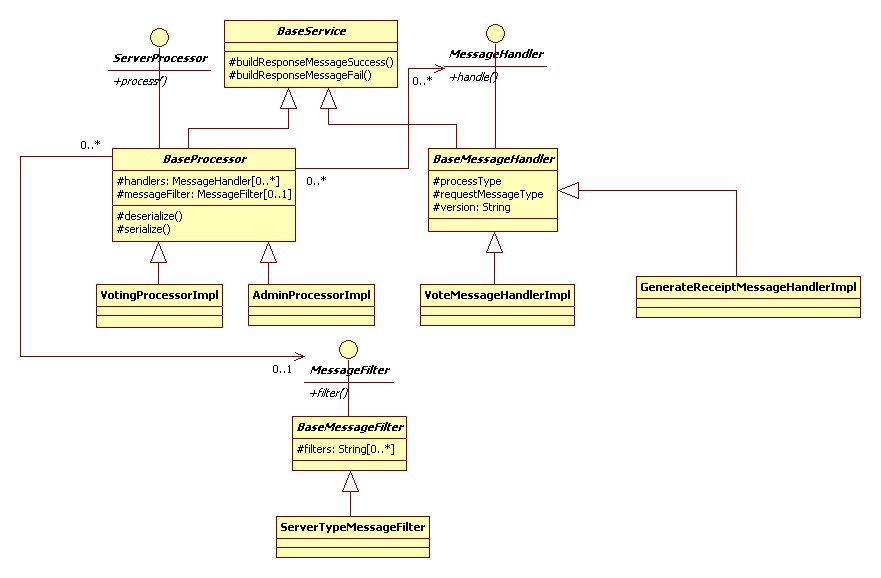 BaseService
#buildResponseMessageSuccess()
#buildResponseMessageFail()
ServerProcessor
+process()
MessageHandler
+handle()
0..*
0..*
BaseProcessor
#handlers: MessageHandler[0..*]
#messageFilter: MessageFilter[0..1]
#deserialize()
#serialize()
0..*
BaseMessageHandler
#processType
#requestMessageType
#version: String
VotingProcessorImpl
AdminProcessorImpl
VoteMessageHandlerImpl
GenerateReceiptMessageHandlerImpl
0..1
MessageFilter
+filter()
BaseMessageFilter
#filters: String[0..*]
ServerTypeMessageFilter